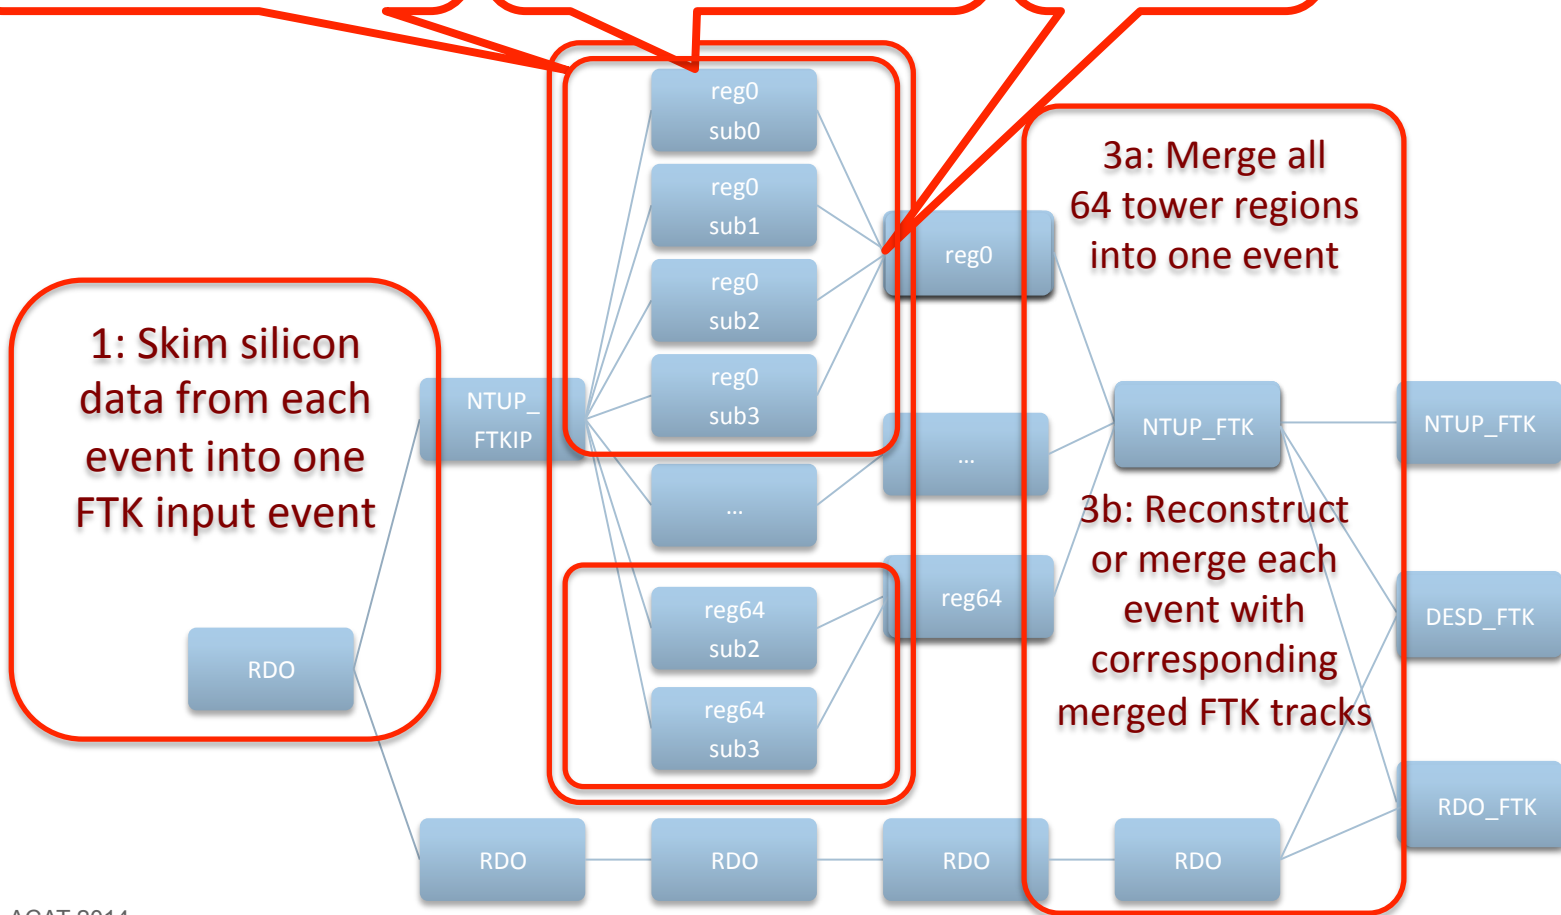 reg0
sub0
reg0
sub1
reg0
sub2
reg0
sub3
...
reg64
sub2
reg64
sub3
1: Skim silicon
data from each
event into one
FTK input event
NTUP_
FTKIP
RDO
reg0
...
reg64
3a: Merge all
64 tower regions
into one event
NTUP_FTK
3b: Reconstruct
or merge each
event with
corresponding
merged FTK tracks
NTUP_FTK
DESD_FTK
RDO_FTK
RDO
RDO
RDO
RDO
ACAT 2014